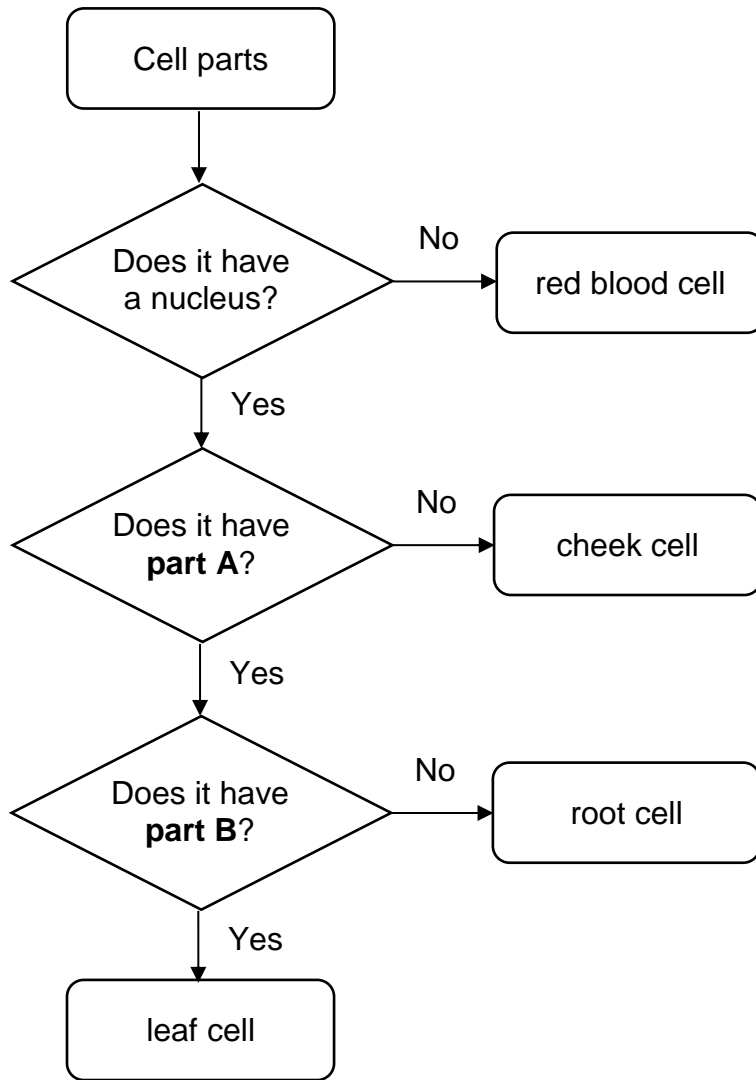 Cell parts
Does it have
a nucleus?
No
red blood cell
Yes
Does it have
part A?
No
cheek cell
Yes
Does it have
part B?
No
root cell
Yes
leaf cell